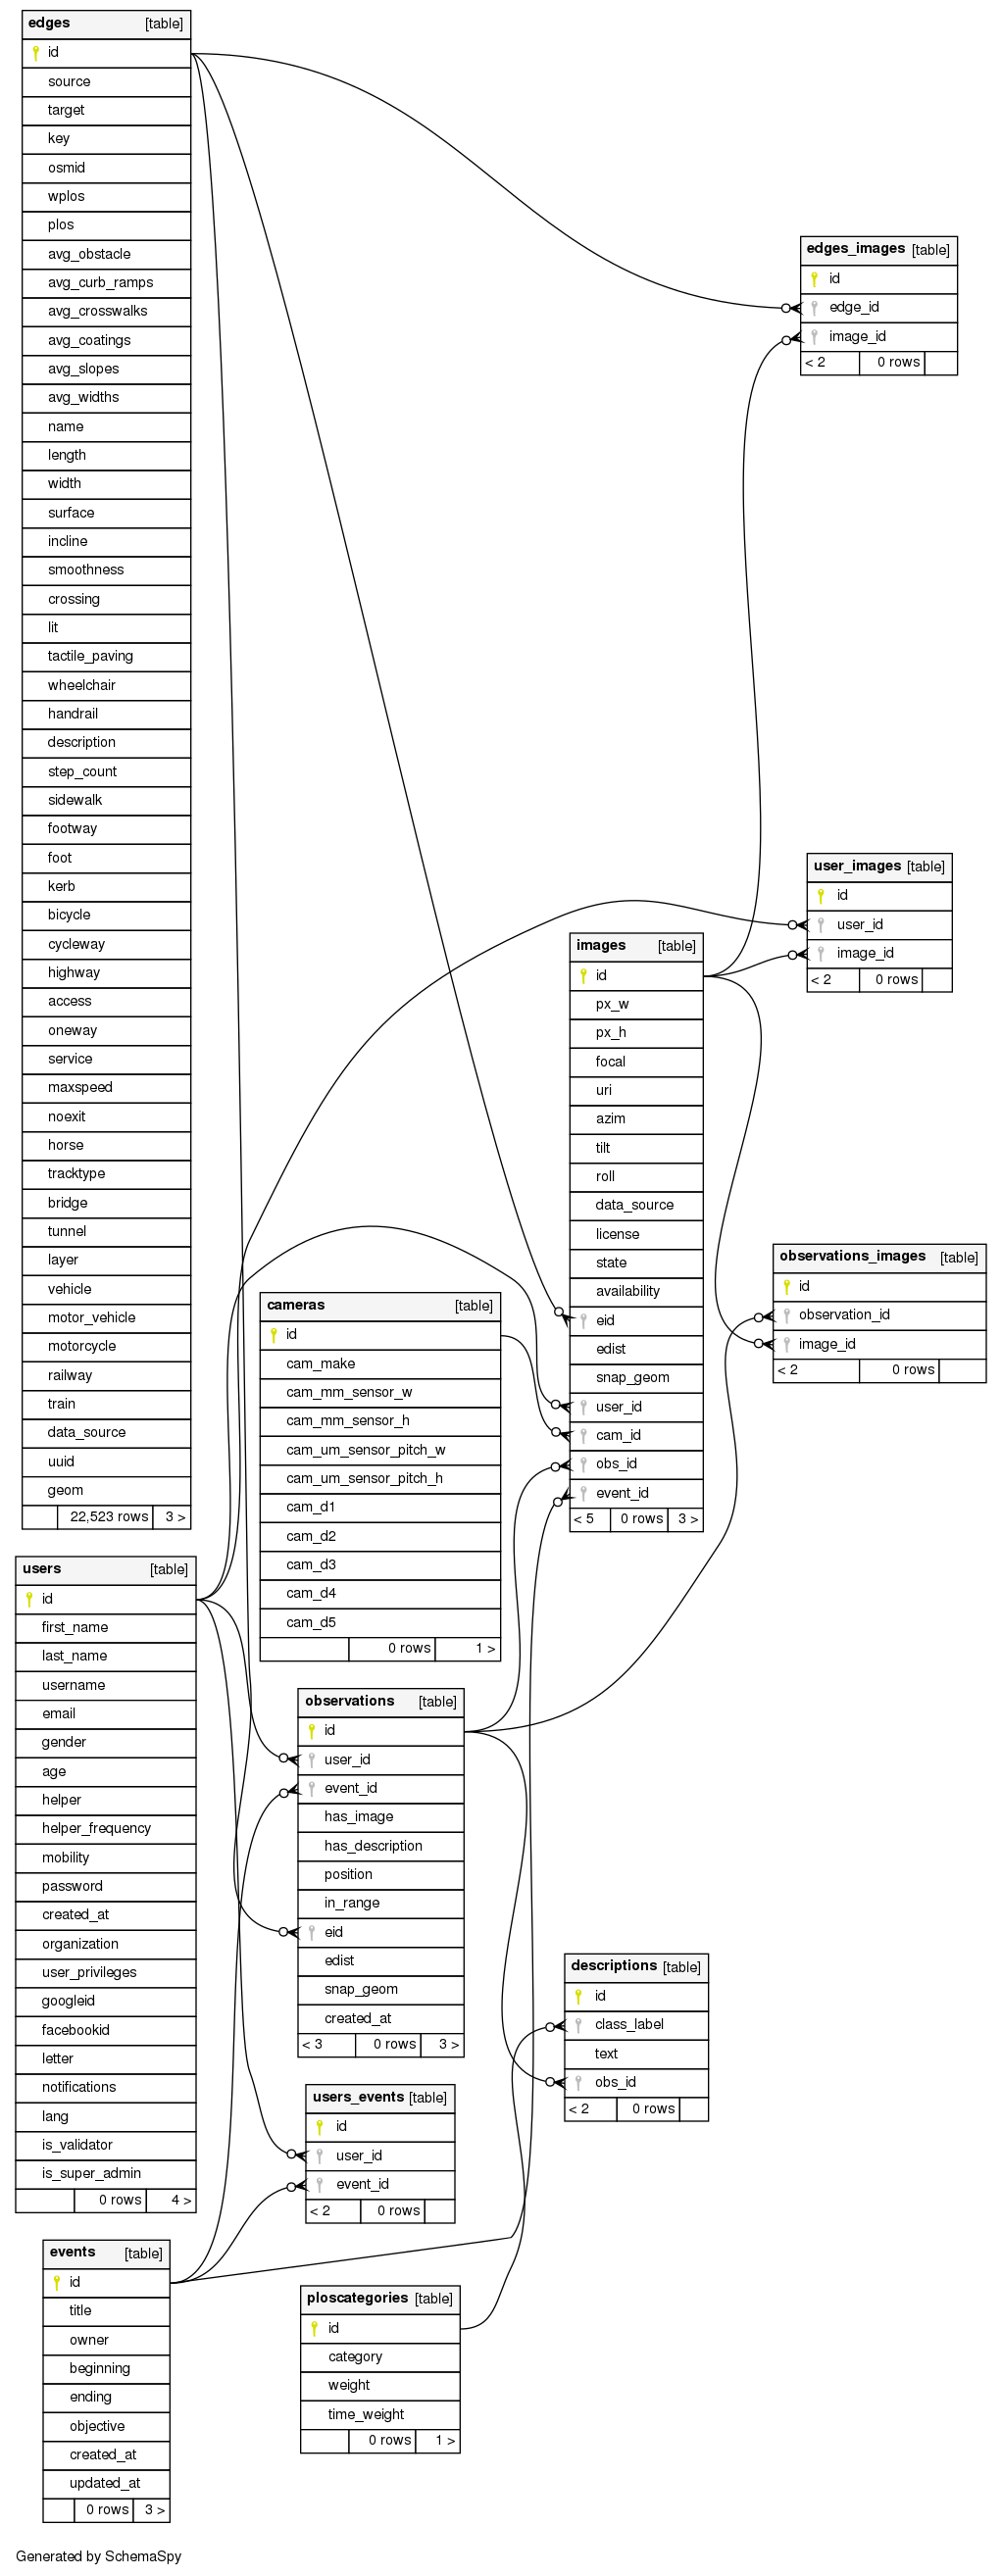 edges [table]
id
source
target
key
osmid
wplos
plos
avg_obstacle
avg_curb_ramps
avg_crosswalks
avg_coatings
avg_slopes
avg_widths
name
length
width
surface
incline
smoothness
crossing
lit
tactile_paving
wheelchair
handrail
description
step_count
sidewalk
footway
foot
kerb
bicycle
cycleway
highway
access
oneway
service
maxspeed
noexit
horse
tracktype
bridge
tunnel
layer
vehicle
motor_vehicle
motorcycle
railway
train
data_source
uuid
geom
22,523 rows 3 >
edges_images [table]
id
edge_id
image_id
< 2 0 rows
user_images [table]
id
user_id
image_id
< 2 0 rows
images [table]
id
px_w
px_h
focal
uri
azim
tilt
roll
data_source
license
state
availability
eid
edist
snap_geom
user_id
cam_id
obs_id
event_id
< 5 0 rows 3 >
observations_images [table]
id
observation_id
image_id
< 2 0 rows
cameras [table]
id
cam_make
cam_mm_sensor_w
cam_mm_sensor_h
cam_um_sensor_pitch_w
cam_um_sensor_pitch_h
cam_d1
cam_d2
cam_d3
cam_d4
cam_d5
0 rows 1 >
users [table]
id
first_name
last_name
username
email
gender
age
helper
helper_frequency
mobility
password
created_at
organization
user_privileges
googleid
facebookid
letter
notifications
lang
is_validator
is_super_admin
0 rows 4 >
observations [table]
id
user_id
event_id
has_image
has_description
position
in_range
eid
edist
snap_geom
created_at
< 3 0 rows 3 >
descriptions [table]
id
class_label
text
obs_id
< 2 0 rows
users_events [table]
id
user_id
event_id
< 2 0 rows
events [table]
id
title
owner
beginning
ending
objective
created_at
updated_at
0 rows 3 >
ploscategories [table]
id
category
weight
time_weight
0 rows 1 >
Generated by SchemaSpy